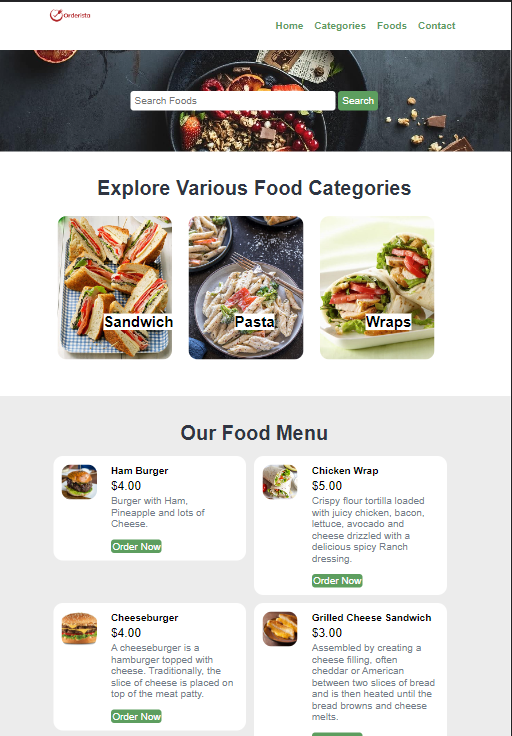 Orderista
Home Categories Foods Contact
Search Foods Search
Explore Various Food Categories
Sandwich Pasta Wraps
Our Food Menu
Ham Burger
$4.00
Burger with Ham,
Pineapple and lots of
Cheese.
Order Now
Chicken Wrap
$5.00
Crispy flour tortilla loaded
with juicy chicken, bacon,
lettuce, avocado and
cheese drizzled with a
delicious spicy Ranch
dressing.
Order Now
Cheeseburger
$4.00
A cheeseburger is a
hamburger topped with
cheese. Traditionally, the
slice of cheese is placed on
top of the meat patty.
Order Now
Grilled Cheese Sandwich
$3.00
Assembled by creating a
cheese filling, often
cheddar or American
between two slices of bread
and is then heated until the
bread browns and cheese
melts.